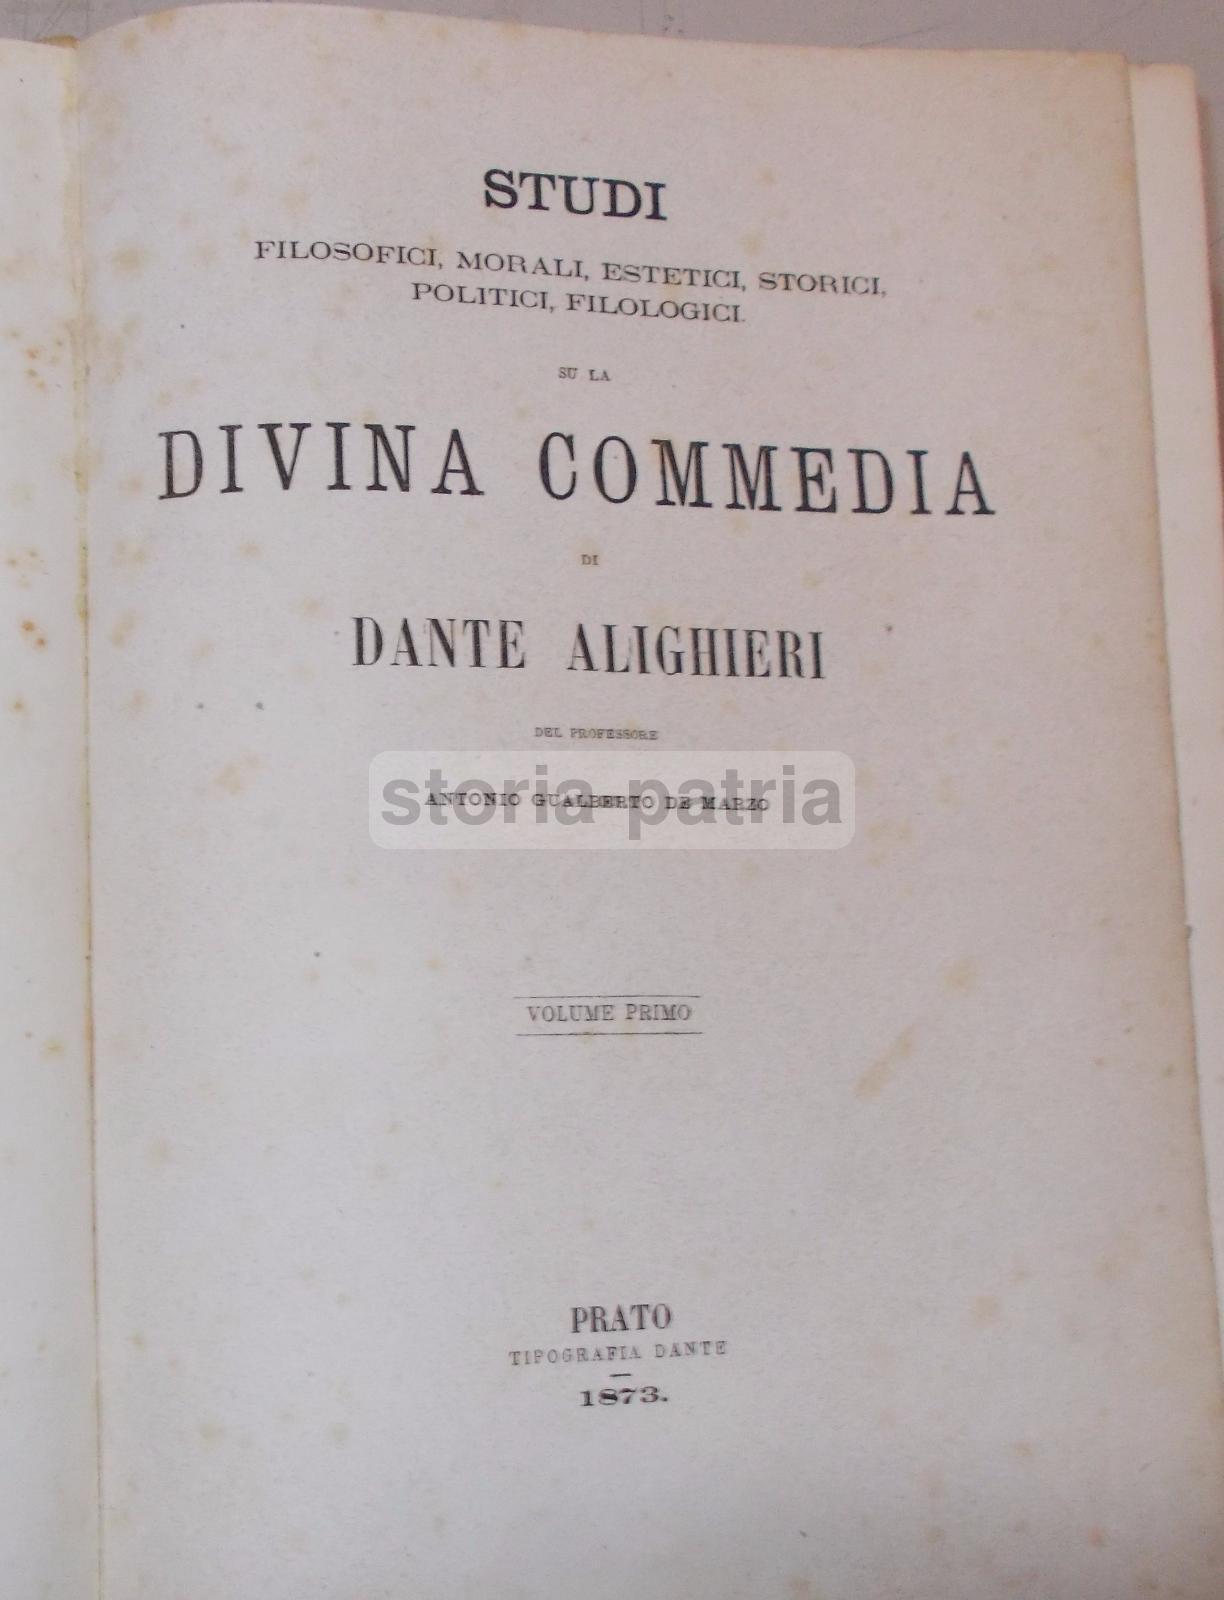 STUDI
FILOSOFICI, MORALI, ESTETICI, STORICI,
POLITICI, FILOLOGICI.
SU LA
DIVINA COMMEDIA
DI
DANTE ALIGHIERI
DEL PROFESSORE
ANTONIO GUALBERTO DE MARZO
storia patria
VOLUME PRIMO
PRATO
TIPOGRAFIA DANTE
1873.